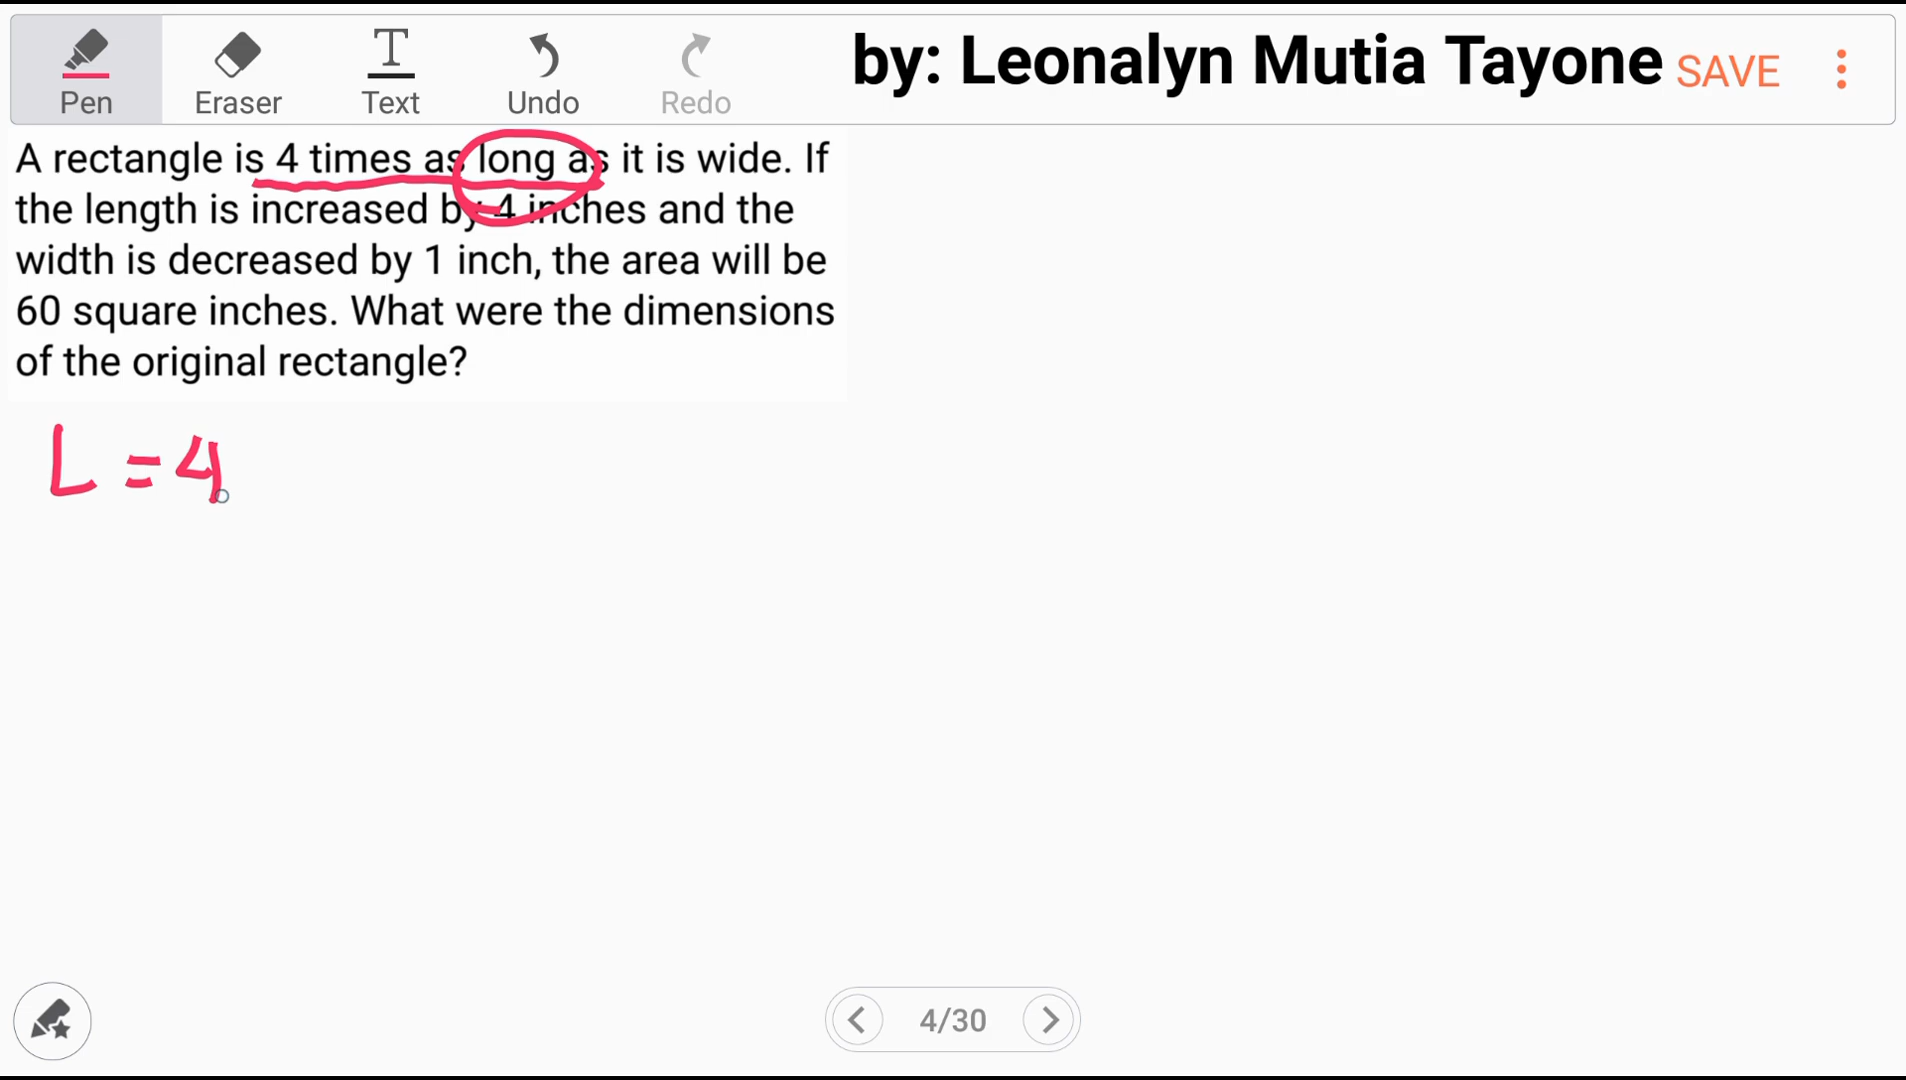 Pen Eraser Text Undo Redo by: Leonalyn Mutia Tayone SAVE
A rectangle is 4 times as long as it is wide. If
the length is increased by 4 inches and the
width is decreased by 1 inch, the area will be
60 square inches. What were the dimensions
of the original rectangle?
L = 4
4/30